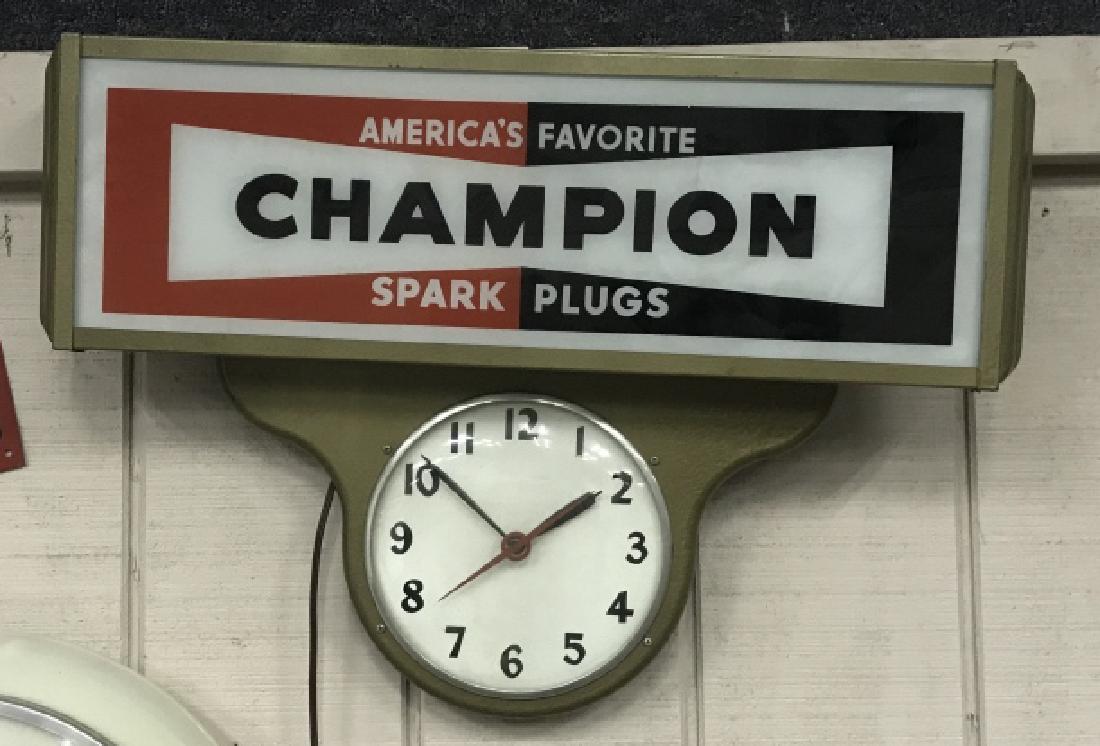 AMERICA'S FAVORITE
CHAMPION
SPARK PLUGS
12
11 1
10 2
9 3
8 4
7 5
6